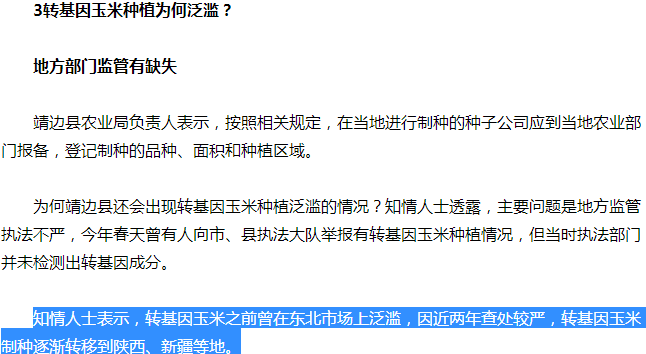 3转基因玉米种植为何泛滥？
地方部门监管有缺失
靖边县农业局负责人表示，按照相关规定，在当地进行制种的种子公司应到当地农业部
门报备，登记制种的品种、面积和种植区域。
为何靖边县还会出现转基因玉米种植泛滥的情况？知情人士透露，主要问题是地方监管
执法不严，今年春天曾有人向市、县执法大队举报有转基因玉米种植情况，但当时执法部门
并未检测出转基因成分。
知情人士表示，转基因玉米之前曾在东北市场上泛滥，因近两年查处较严，转基因玉米
制种逐渐转移到陕西、新疆等地。